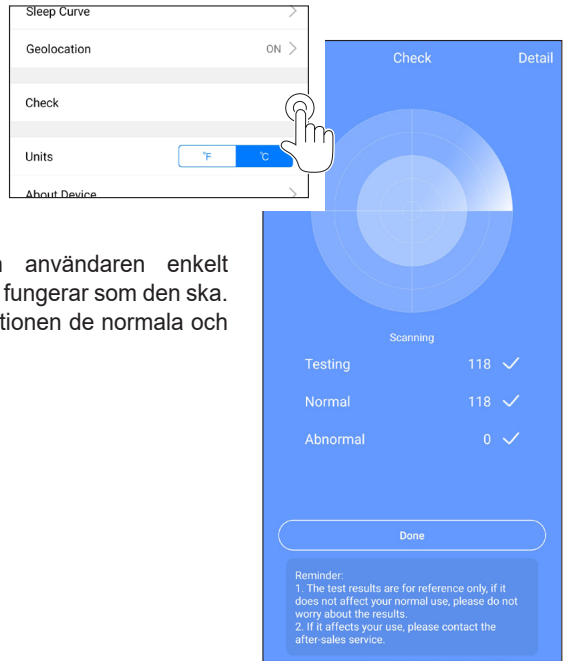 Sleep Curve
Geolocation ON
Check
Units °F °C
About Device
användaren enkelt
fungerar som den ska.
de normala och
Check Detail
Scanning
Testing 118
Normal 118
Abnormal 0
Done
Reminder:
1. The test results are for reference only, if it
does not affect your normal use, please do not
worry about the results.
2. If it affects your use, please contact the
after-sales service.